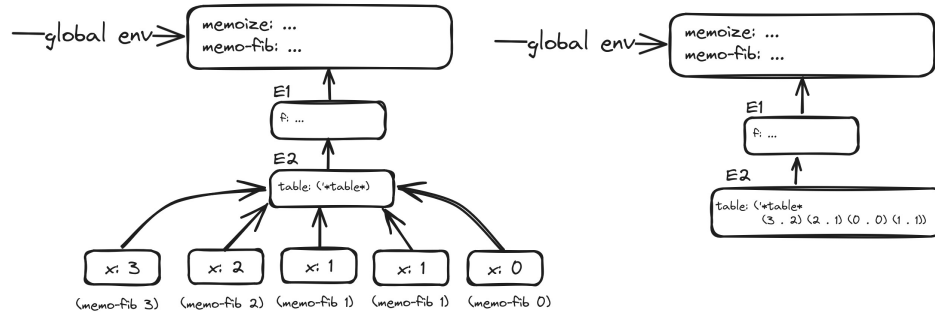 global env
memoize: ...
memo-fib: ...
E1
f: ...
E2
table: ('*table*)
x: 3
x: 2
x: 1
x: 1
x: 0
(memo-fib 3)
(memo-fib 2)
(memo-fib 1)
(memo-fib 1)
(memo-fib 0)
global env
memoize: ...
memo-fib: ...
E1
f: ...
E2
table: ('*table*
(3 . 2) (2 . 1) (0 . 0) (1 . 1))